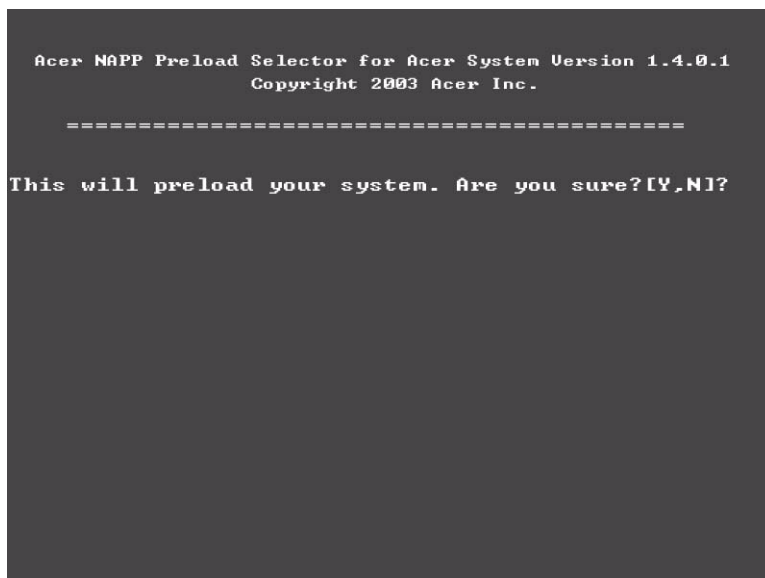 Acer NAPP Preload Selector for Acer System Version 1.4.0.1
Copyright 2003 Acer Inc.
===========================================
This will preload your system. Are you sure?[Y,N]?